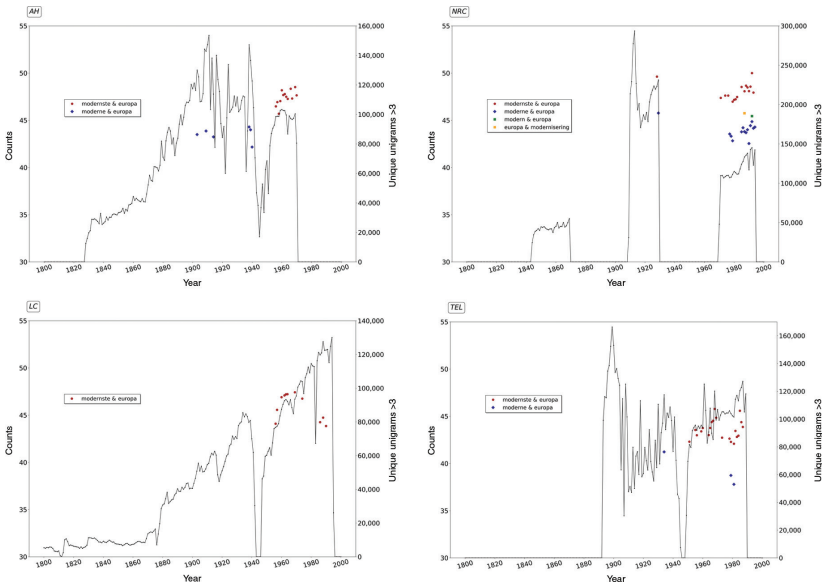 AH
55
50
45
40
35
30
Counts
160,000
140,000
120,000
100,000
80,000
60,000
40,000
20,000
0
Unique unigrams >3
modernste & europa
moderne & europa
1800 1820 1840 1860 1880 1900 1920 1940 1960 1980 2000
Year
NRC
55
50
45
40
35
30
Counts
300,000
250,000
200,000
150,000
100,000
50,000
0
Unique unigrams >3
modernste & europa
moderne & europa
modern & europa
europa & modernisering
1800 1820 1840 1860 1880 1900 1920 1940 1960 1980 2000
Year
LC
55
50
45
40
35
30
Counts
140,000
120,000
100,000
80,000
60,000
40,000
20,000
0
Unique unigrams >3
modernste & europa
1800 1820 1840 1860 1880 1900 1920 1940 1960 1980 2000
Year
TEL
55
50
45
40
35
30
Counts
160,000
140,000
120,000
100,000
80,000
60,000
40,000
20,000
0
Unique unigrams >3
modernste & europa
moderne & europa
1800 1820 1840 1860 1880 1900 1920 1940 1960 1980 2000
Year